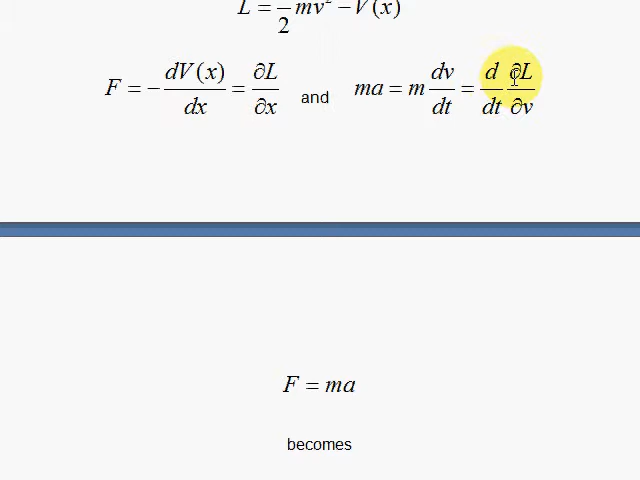 L = 1/2 mv² − V(x)
F = − dV(x)/dx = ∂L/∂x and ma = m dv/dt = d/dt ∂L/∂v
F = ma
becomes